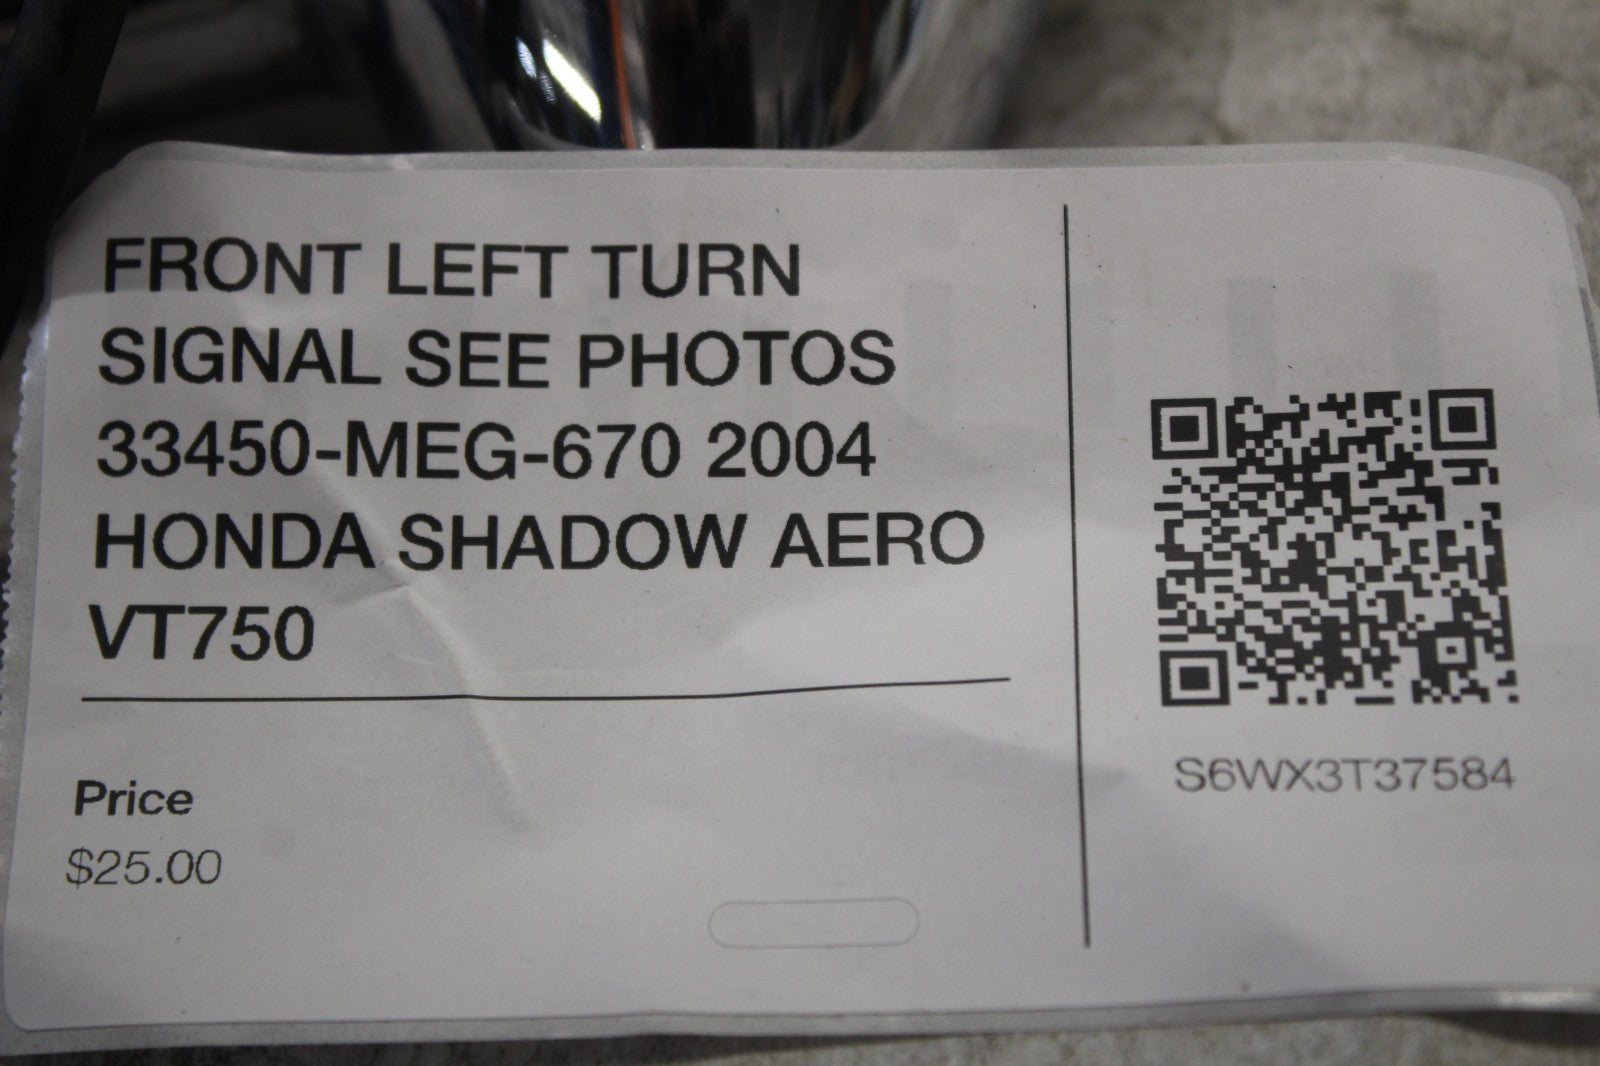 FRONT LEFT TURN
SIGNAL SEE PHOTOS
33450-MEG-670 2004
HONDA SHADOW AERO
VT750
Price
$25.00
S6WX3T37584